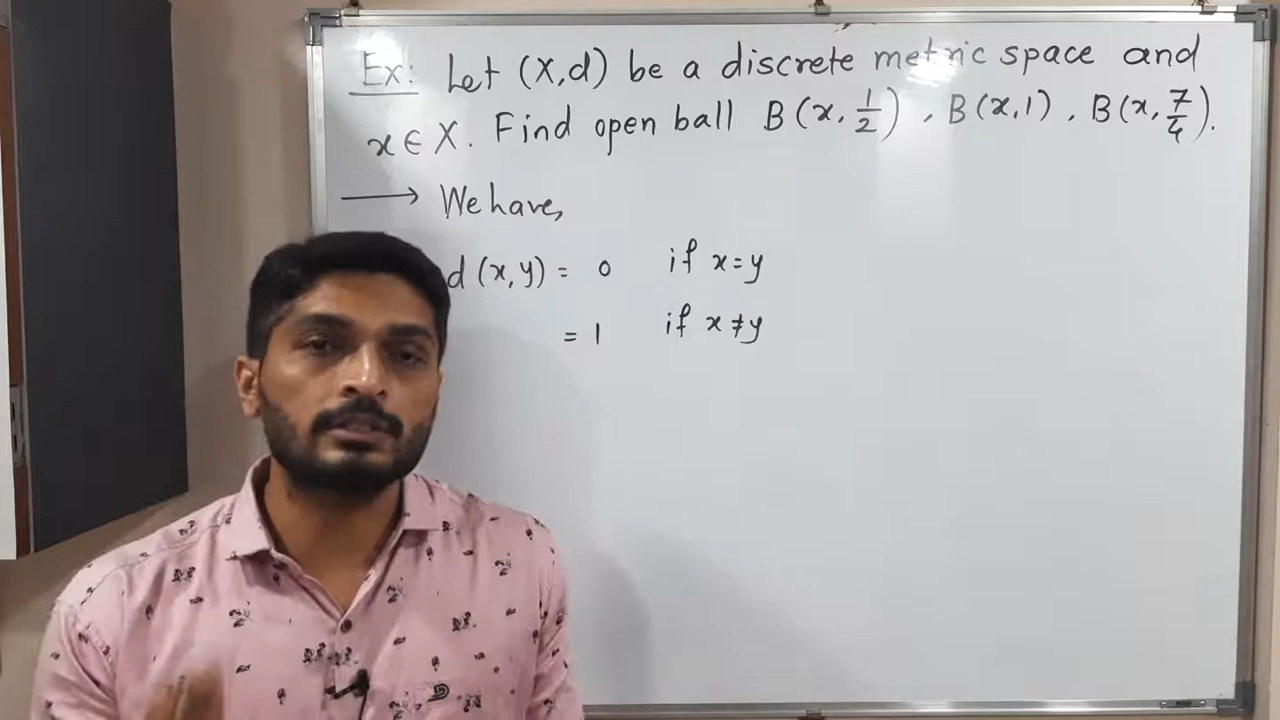 Ex: Let (X,d) be a discrete metric space and
x ∈ X. Find open ball B(x, 1/2), B(x,1), B(x, 7/4).
⟶ We have,
d(x,y) = 0 if x=y
= 1 if x≠y